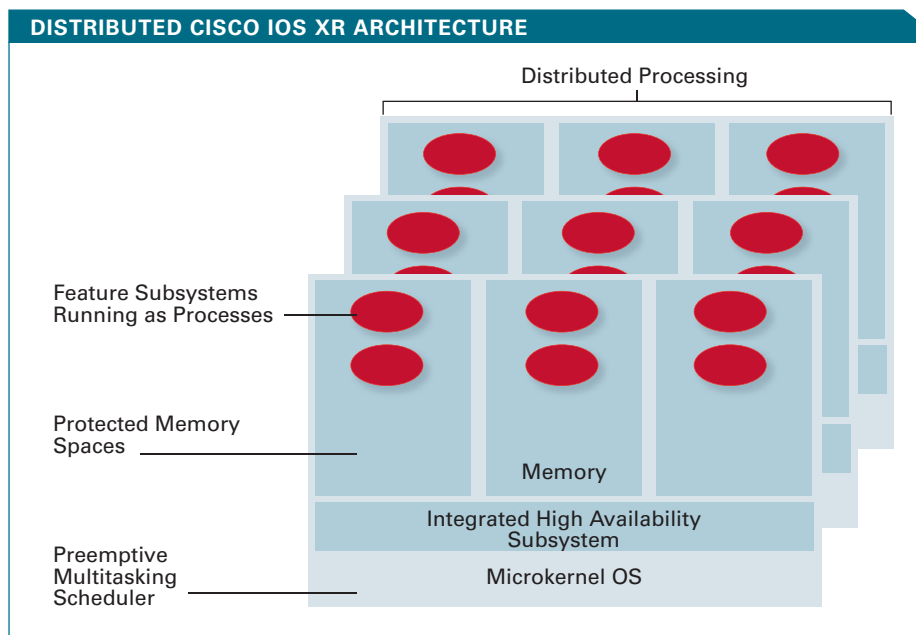 DISTRIBUTED CISCO IOS XR ARCHITECTURE
Distributed Processing
Feature Subsystems
Running as Processes
Protected Memory
Spaces
Memory
Integrated High Availability
Subsystem
Preemptive
Multitasking
Scheduler
Microkernel OS